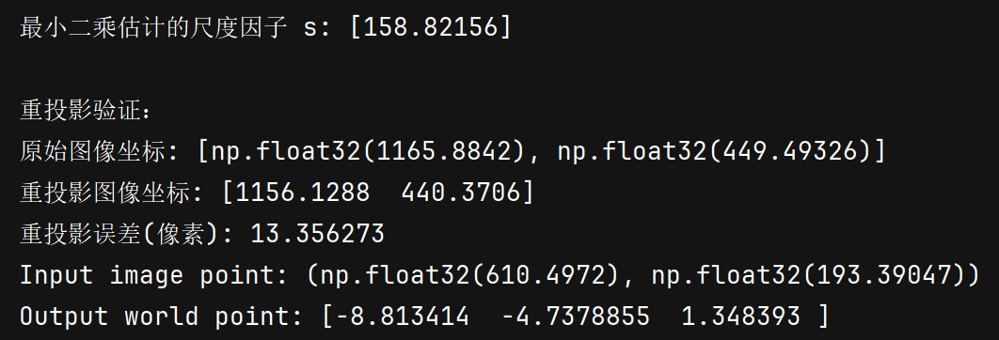 最小二乘估计的尺度因子 s: [158.82156]
重投影验证:
原始图像坐标: [np.float32(1165.8842), np.float32(449.49326)]
重投影图像坐标: [1156.1288  440.3706]
重投影误差(像素): 13.356273
Input image point: (np.float32(610.4972), np.float32(193.39047))
Output world point: [-8.813414  -4.7378855  1.348393 ]